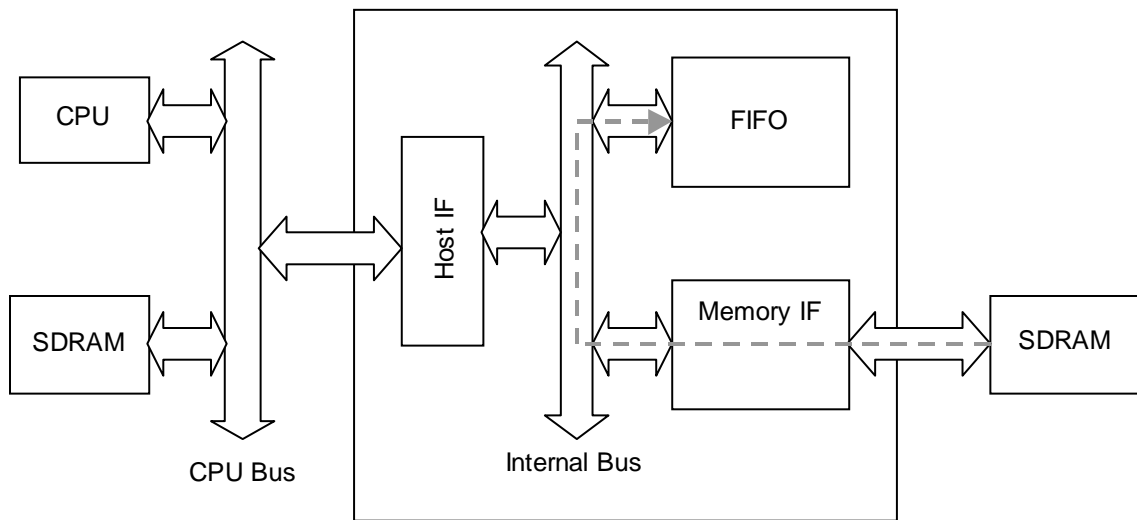 CPU
FIFO
Host IF
Memory IF
SDRAM
SDRAM
CPU Bus
Internal Bus